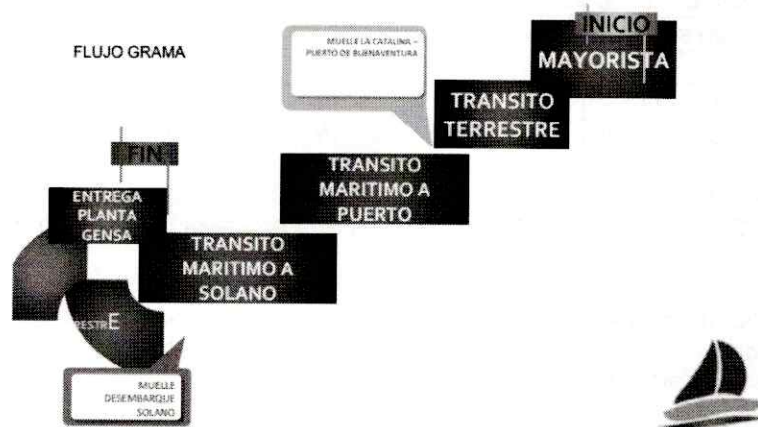 FLUJO GRAMA
MUELLE LA CATALINA –
PUERTO DE BUENAVENTURA
INICIO
MAYORISTA
TRANSITO
TERRESTRE
FIN
TRANSITO
MARITIMO A
PUERTO
ENTREGA
PLANTA
GENSA
TRANSITO
MARITIMO A
SOLANO
RESTRE
MUELLE
DESEMBARQUE
SOLANO